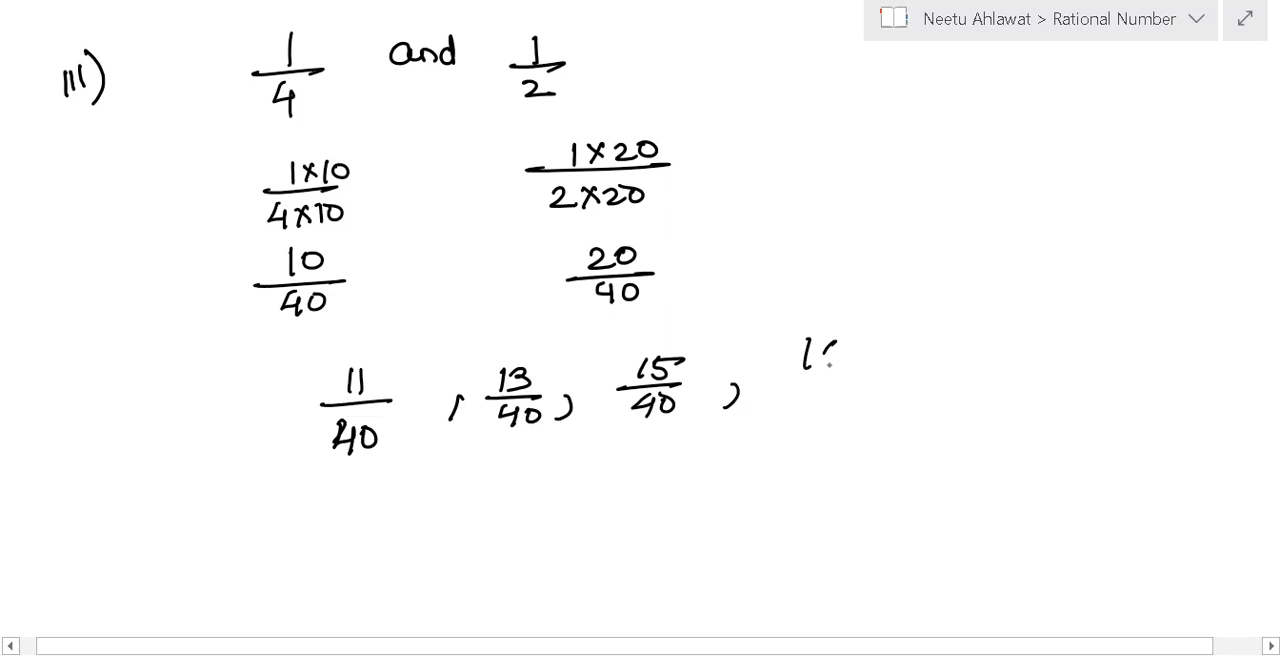 Neetu Ahlawat > Rational Number
III) 1/4 and 1/2
1×10/4×10 1×20/2×20
10/40 20/40
11/40 , 13/40 , 15/40 ,